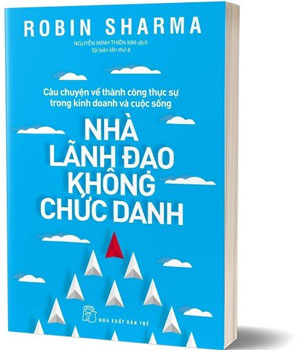 ROBIN SHARMA
NGUYỄN MINH THIÊN KIM dịch
Tái bản lần thứ 8
Câu chuyện về thành công thực sự
trong kinh doanh và cuộc sống
NHÀ
LÃNH ĐẠO
KHÔNG
CHỨC DANH
NHÀ XUẤT BẢN TRẺ